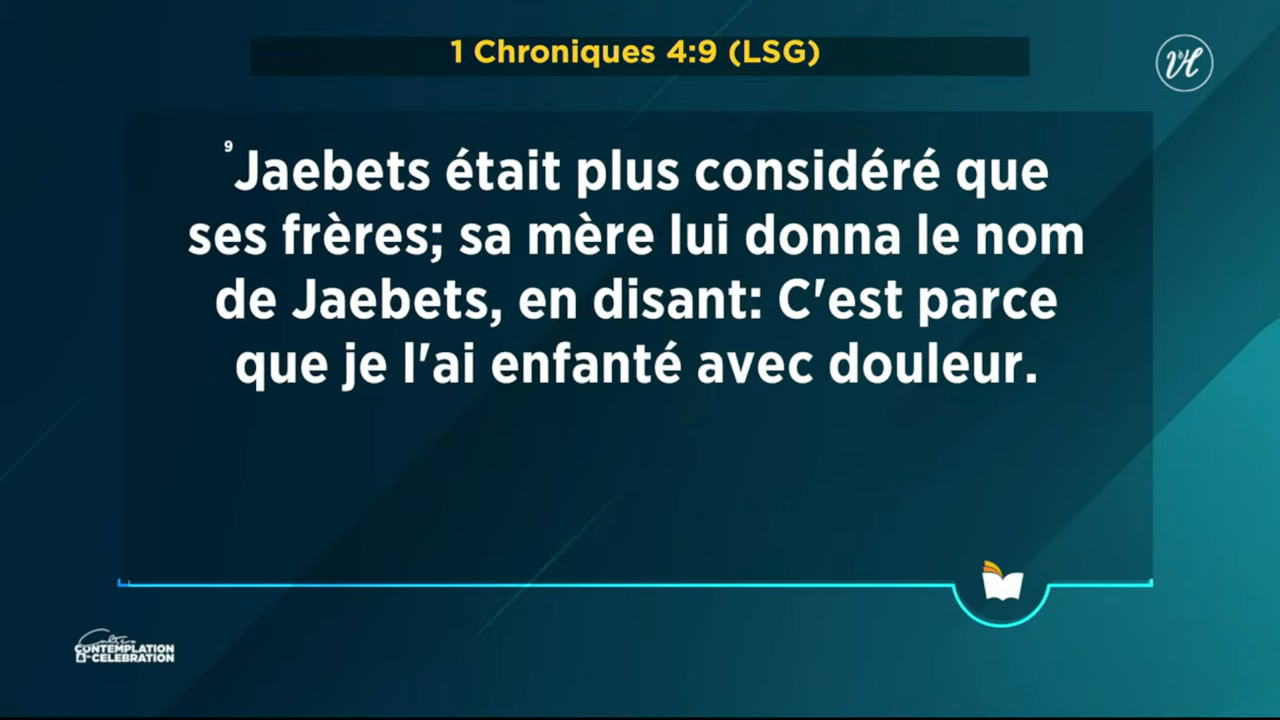 1 Chroniques 4:9 (LSG)
9 Jaebets était plus considéré que
ses frères; sa mère lui donna le nom
de Jaebets, en disant: C'est parce
que je l'ai enfanté avec douleur.
CONTEMPLATION
CELEBRATION